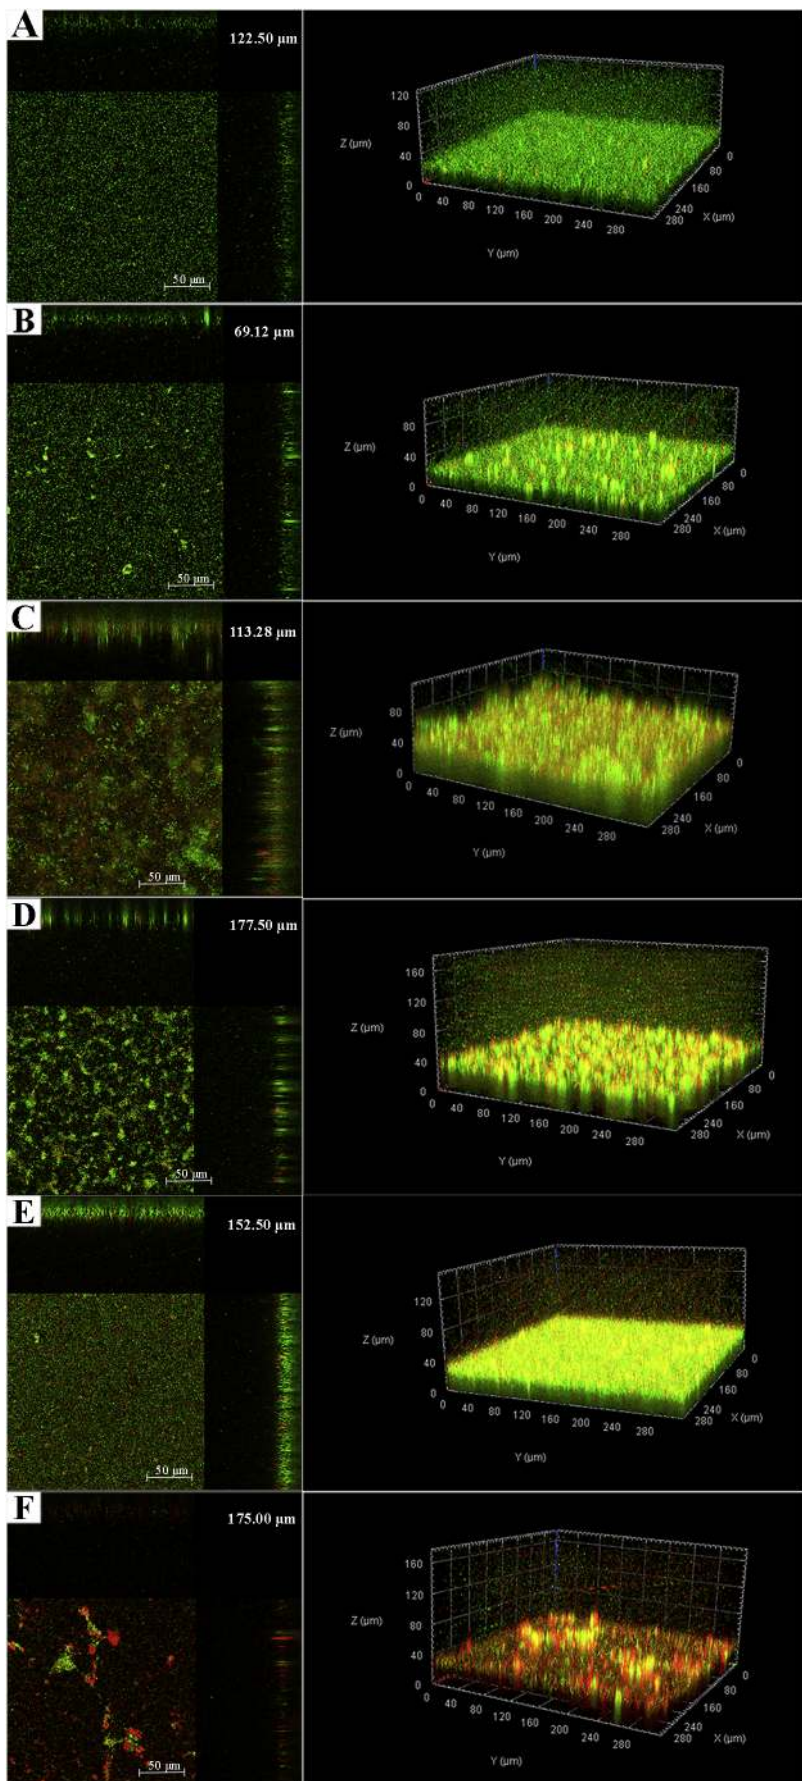 A
122.50 µm
50 µm
120
80
40
0
Z (µm)
0 40 80 120 160 200 240 280
Y (µm)
280 240 160 80 0
X (µm)
B
69.12 µm
50 µm
80
40
0
Z (µm)
0 40 80 120 160 200 240 280
Y (µm)
280 240 160 80 0
X (µm)
C
113.28 µm
50 µm
80
40
0
Z (µm)
0 40 80 120 160 200 240 280
Y (µm)
280 240 160 80 0
X (µm)
D
177.50 µm
50 µm
160
120
80
40
0
Z (µm)
0 40 80 120 160 200 240 280
Y (µm)
280 240 160 80 0
X (µm)
E
152.50 µm
50 µm
120
80
40
0
Z (µm)
0 40 80 120 160 200 240 280
Y (µm)
280 240 160 80 0
X (µm)
F
175.00 µm
50 µm
160
120
80
40
0
Z (µm)
0 40 80 120 160 200 240 280
Y (µm)
280 240 160 80 0
X (µm)